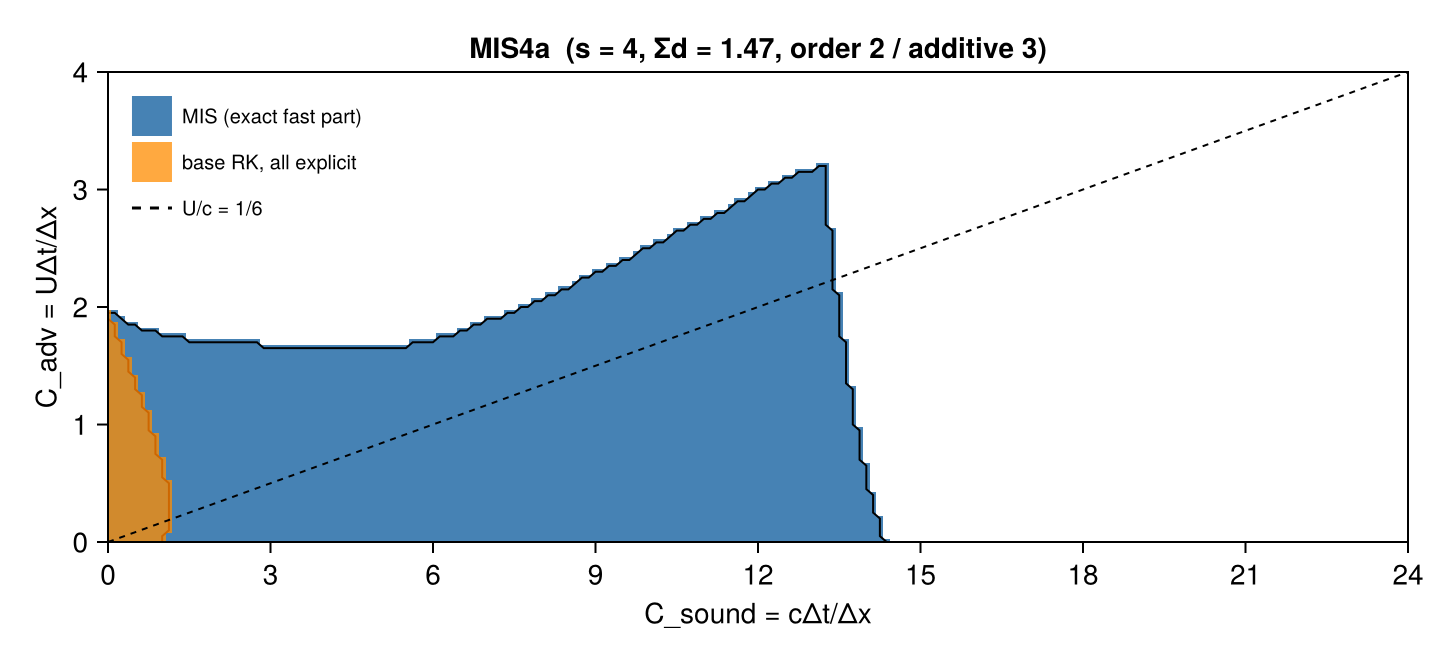 MIS4a (s = 4, Σd = 1.47, order 2 / additive 3)
MIS (exact fast part)
base RK, all explicit
U/c = 1/6
C_adv = UΔt/Δx
4
3
2
1
0
0 3 6 9 12 15 18 21 24
C_sound = cΔt/Δx